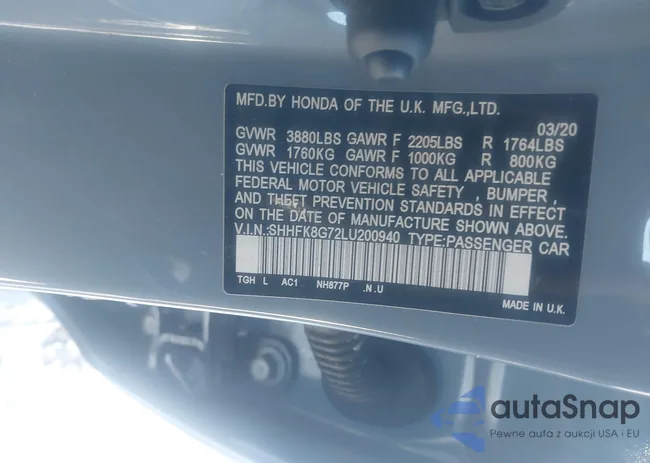 MFD.BY HONDA OF THE U.K. MFG.,LTD.
03/20
GVWR 3880LBS GAWR F 2205LBS R 1764LBS
GVWR 1760KG GAWR F 1000KG R 800KG
THIS VEHICLE CONFORMS TO ALL APPLICABLE
FEDERAL MOTOR VEHICLE SAFETY , BUMPER ,
AND THEFT PREVENTION STANDARDS IN EFFECT
ON THE DATE OF MANUFACTURE SHOWN ABOVE.
V.I.N.:SHHFK8G72LU200940 TYPE:PASSENGER CAR
TGH L AC1 NH877P .N.U
MADE IN U.K.
autaSnap
Pewne auta z aukcji USA i EU